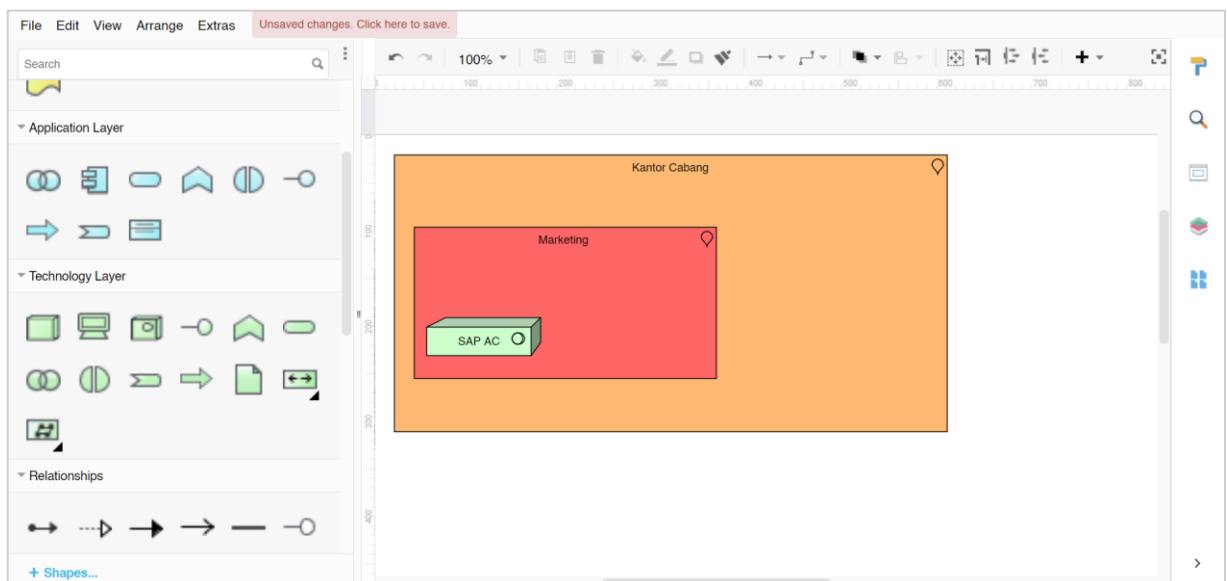 File Edit View Arrange Extras Unsaved changes. Click here to save.
Search
100%
100 200 300 400 500 600 700 800
Application Layer
0
Kantor Cabang
100
Marketing
Technology Layer
200
SAP AC
300
Relationships
400
+ Shapes...